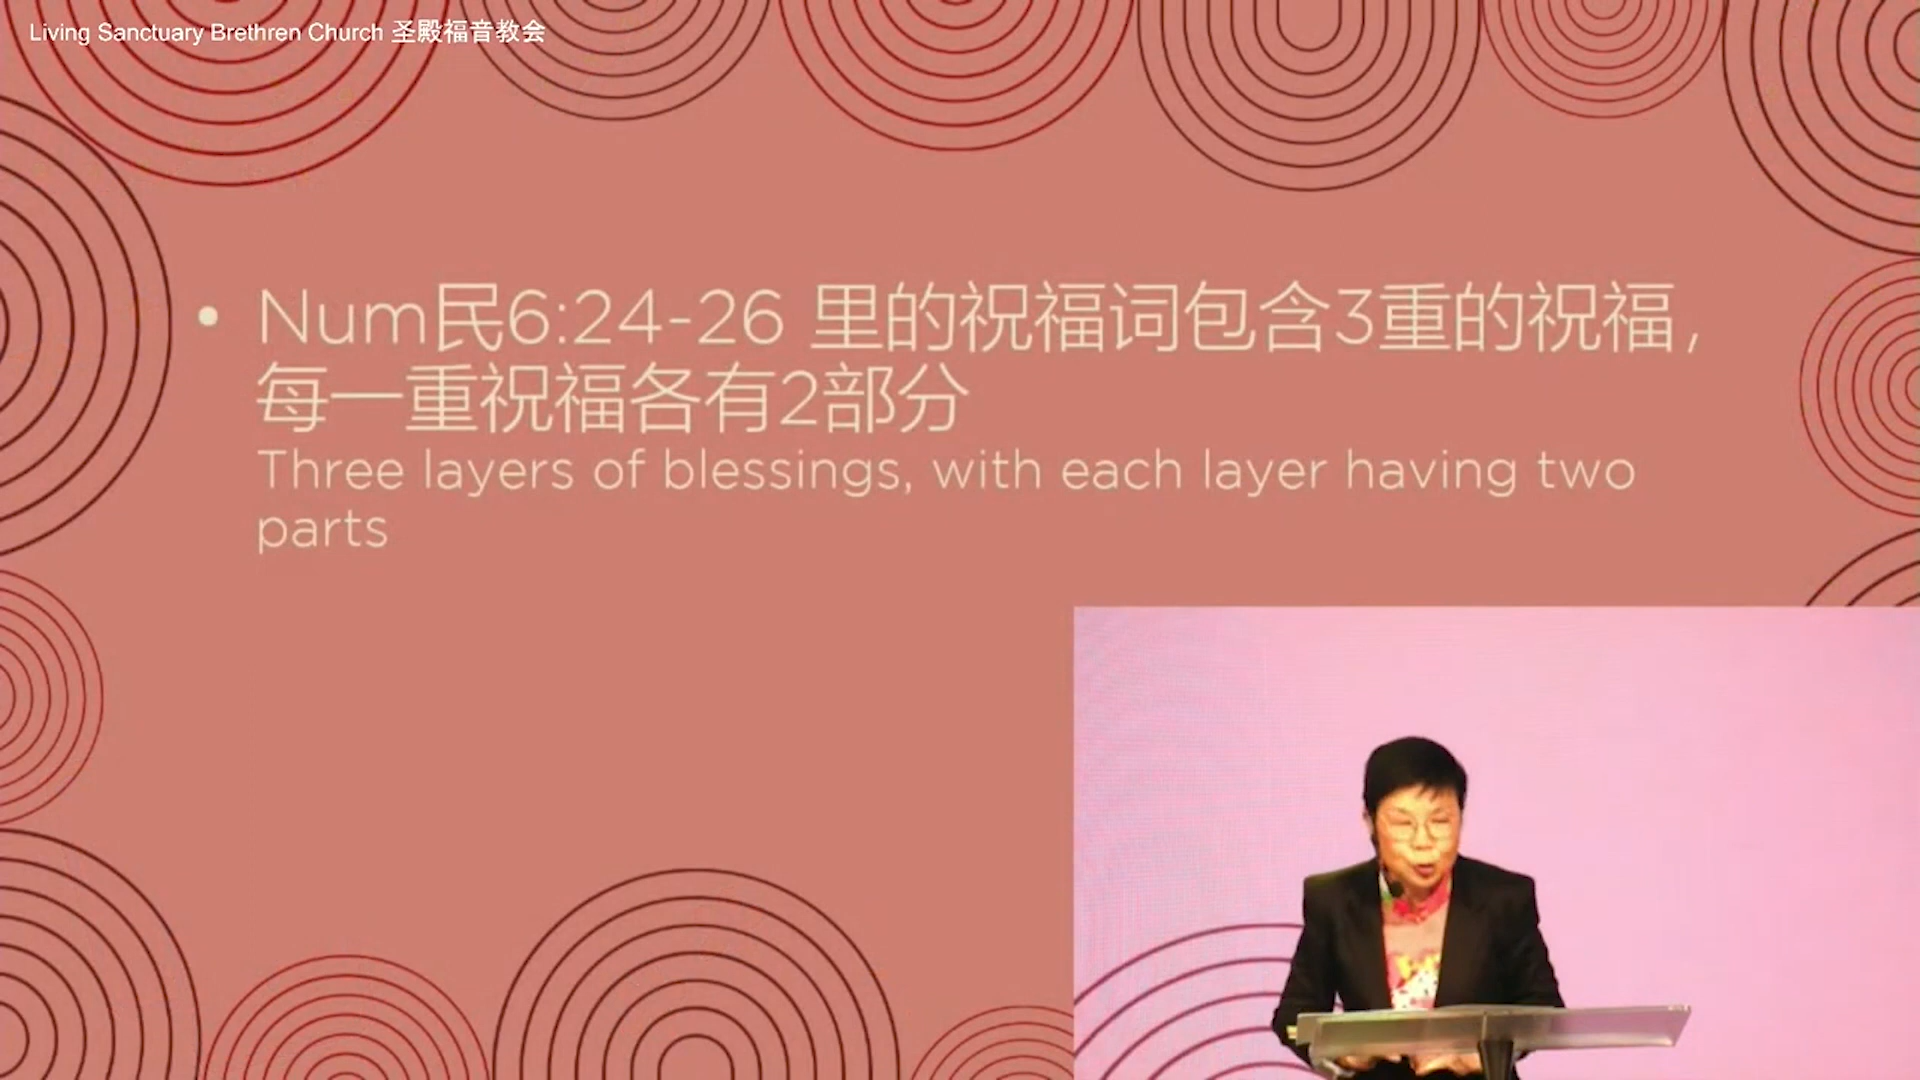 Living Sanctuary Brethren Church 圣殿福音教会
• Num民6:24-26 里的祝福词包含3重的祝福，
每一重祝福各有2部分
Three layers of blessings, with each layer having two
parts